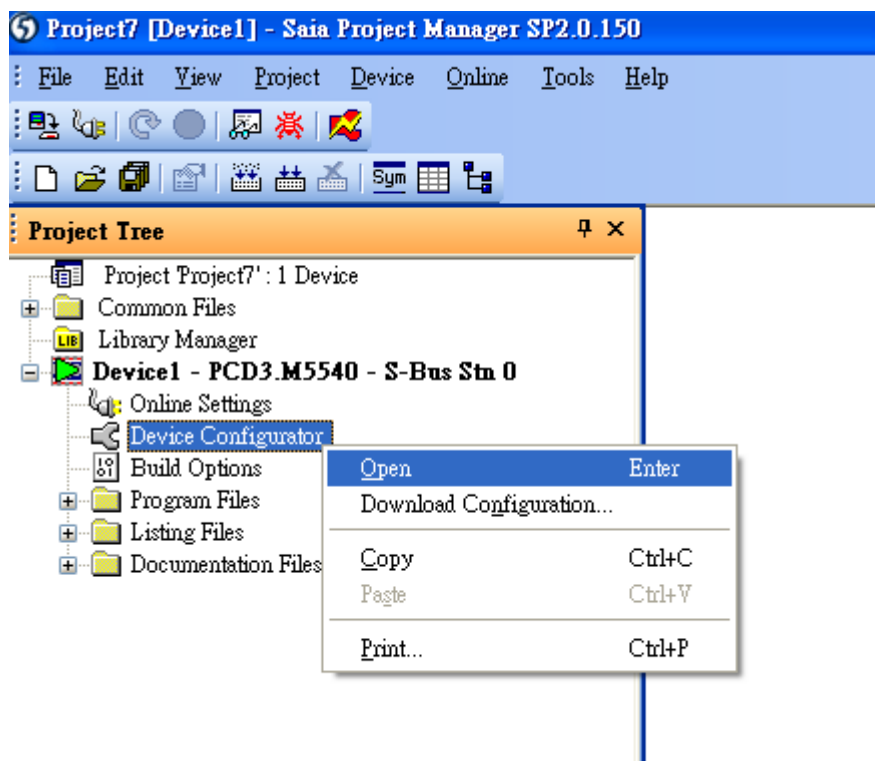 Project7 [Device1] - Saia Project Manager SP2.0.150
File Edit View Project Device Online Tools Help
Sym
Project Tree
Project 'Project7' : 1 Device
Common Files
LIB Library Manager
Device1 - PCD3.M5540 - S-Bus Stn 0
Online Settings
Device Configurator
Build Options
Program Files
Listing Files
Documentation Files
Open Enter
Download Configuration...
Copy Ctrl+C
Paste Ctrl+V
Print... Ctrl+P